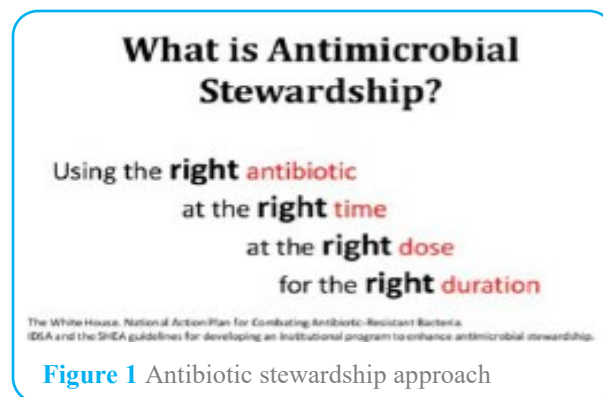 What is Antimicrobial
Stewardship?
Using the right antibiotic
at the right time
at the right dose
for the right duration
The White House. National Action Plan for Combating Antibiotic-Resistant Bacteria.
IDSA and the SHEA guidelines for developing an institutional program to enhance antimicrobial stewardship.
Figure 1 Antibiotic stewardship approach